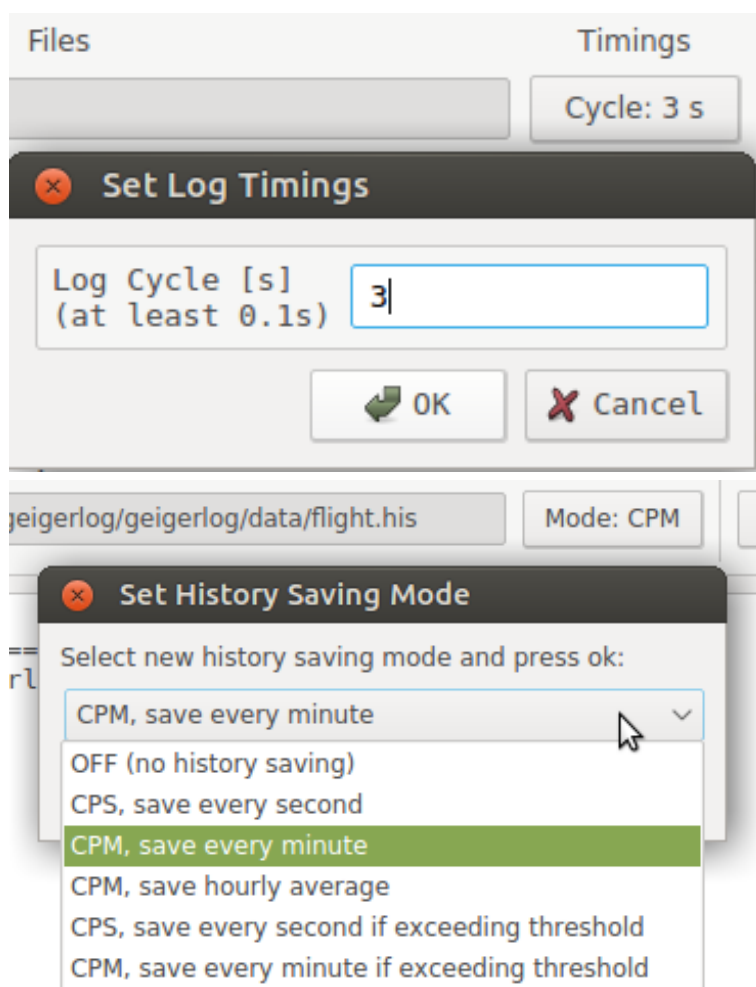 Files Timings
Cycle: 3 s
Set Log Timings
Log Cycle [s]
(at least 0.1s)
3
OK Cancel
geigerlog/geigerlog/data/flight.his Mode: CPM
Set History Saving Mode
==
rl
Select new history saving mode and press ok:
CPM, save every minute
OFF (no history saving)
CPS, save every second
CPM, save every minute
CPM, save hourly average
CPS, save every second if exceeding threshold
CPM, save every minute if exceeding threshold